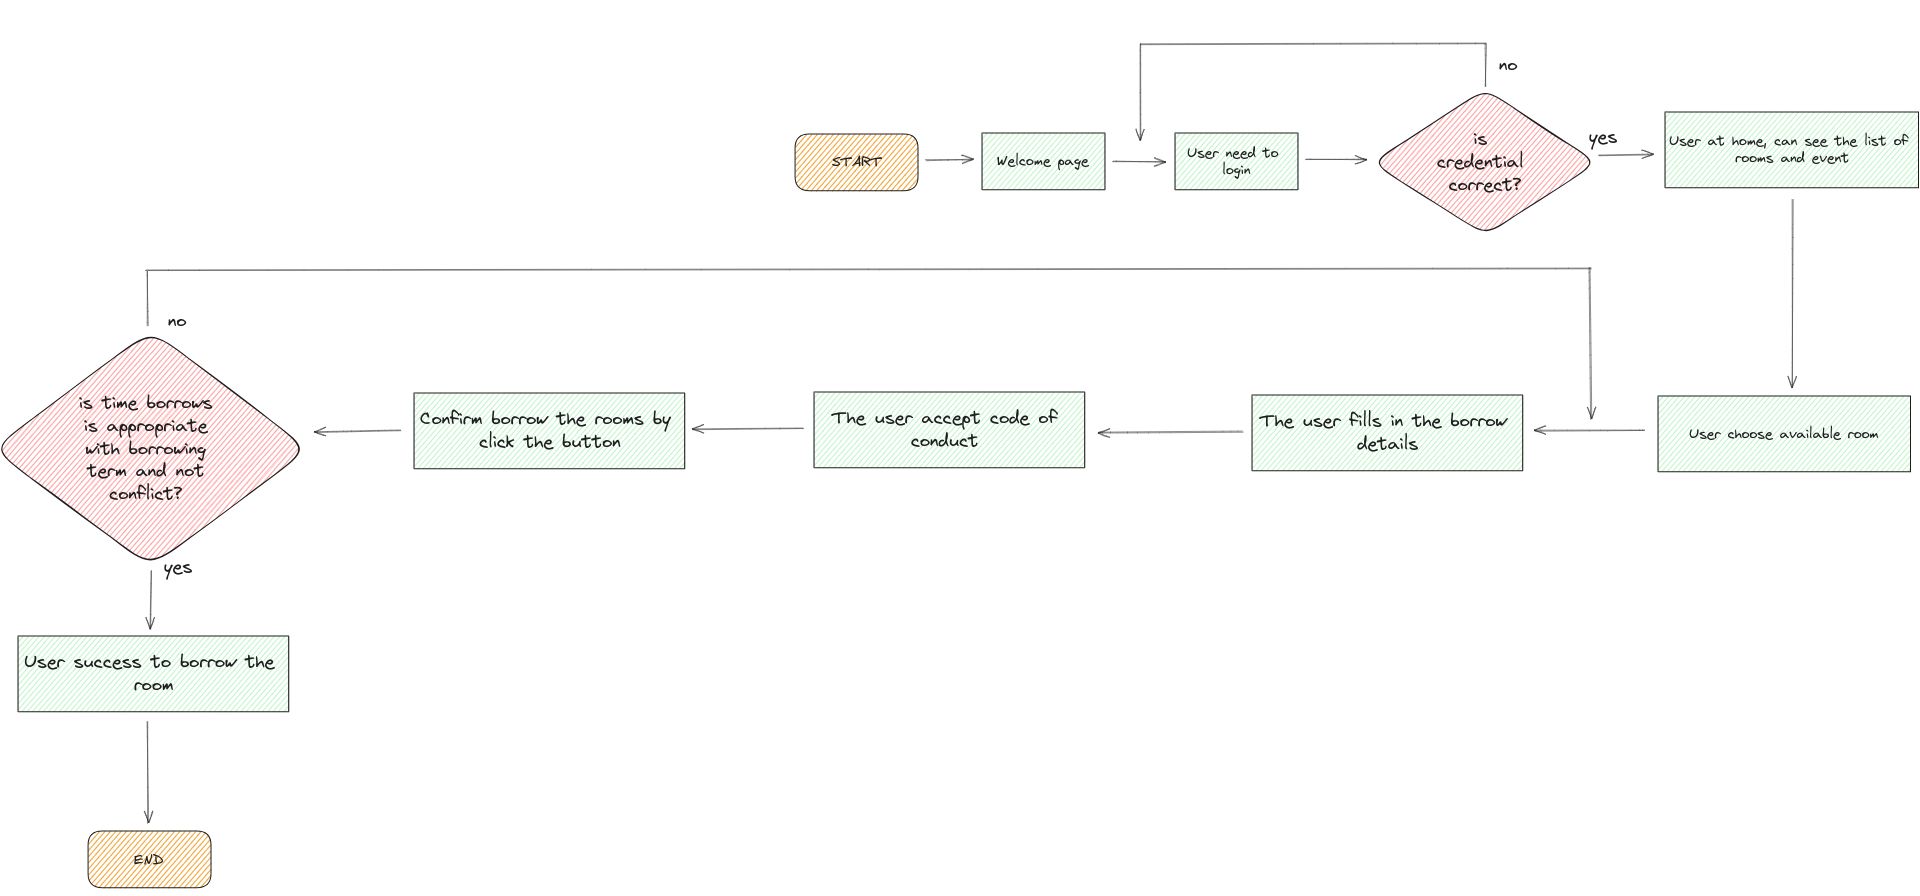 no
START
Welcome page
User need to
login
is
credential
correct?
yes
User at home, can see the list of
rooms and event
no
is time borrows
is appropriate
with borrowing
term and not
conflict?
Confirm borrow the rooms by
click the button
The user accept code of
conduct
The user fills in the borrow
details
User choose available room
yes
User success to borrow the
room
END